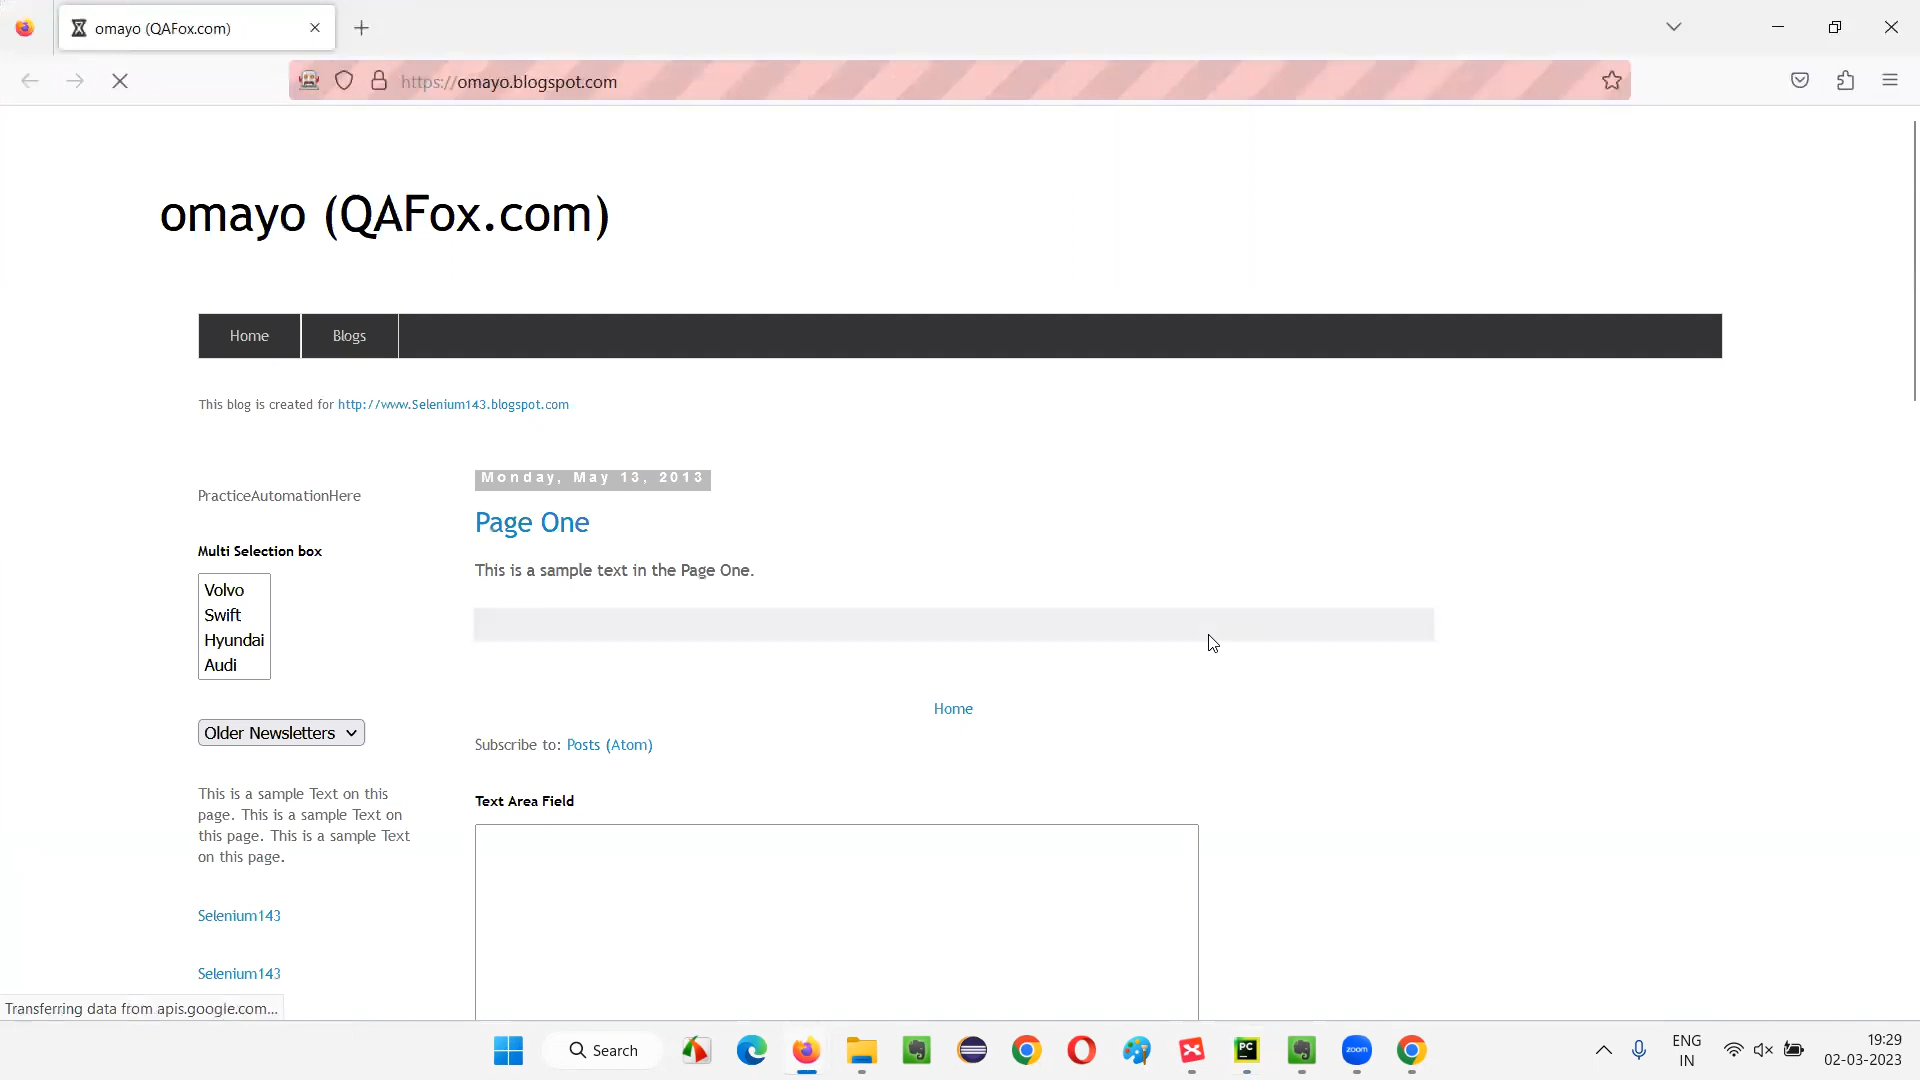 omayo (QAFox.com)
https://omayo.blogspot.com
omayo (QAFox.com)
Home
Blogs
This blog is created for http://www.Selenium143.blogspot.com
PracticeAutomationHere
Multi Selection box
Volvo
Swift
Hyundai
Audi
Older Newsletters
This is a sample Text on this
page. This is a sample Text on
this page. This is a sample Text
on this page.
Selenium143
Selenium143
Monday, May 13, 2013
Page One
This is a sample text in the Page One.
Home
Subscribe to: Posts (Atom)
Text Area Field
Transferring data from apis.google.com...
Search
PC
zoom
ENG
IN
19:29
02-03-2023